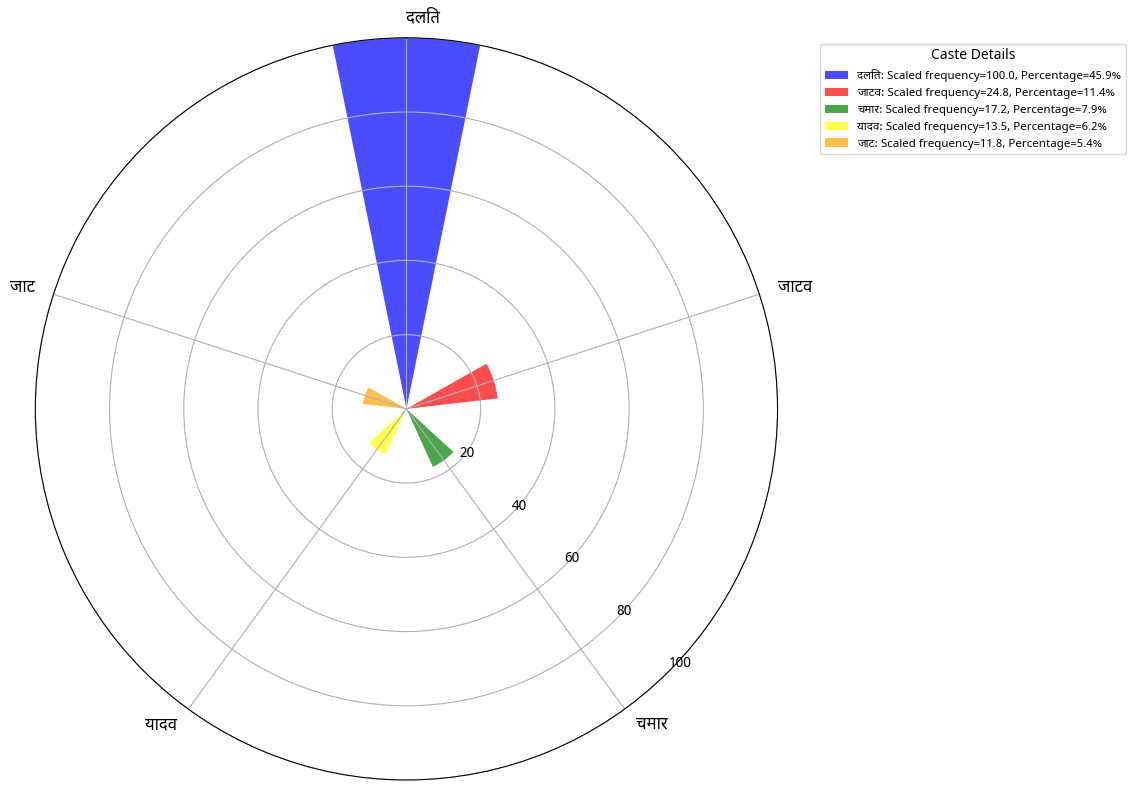 दलति
Caste Details
दलति: Scaled frequency=100.0, Percentage=45.9%
जाटव: Scaled frequency=24.8, Percentage=11.4%
चमार: Scaled frequency=17.2, Percentage=7.9%
यादव: Scaled frequency=13.5, Percentage=6.2%
जाट: Scaled frequency=11.8, Percentage=5.4%
जाट
जाटव
20
40
60
80
100
यादव
चमार